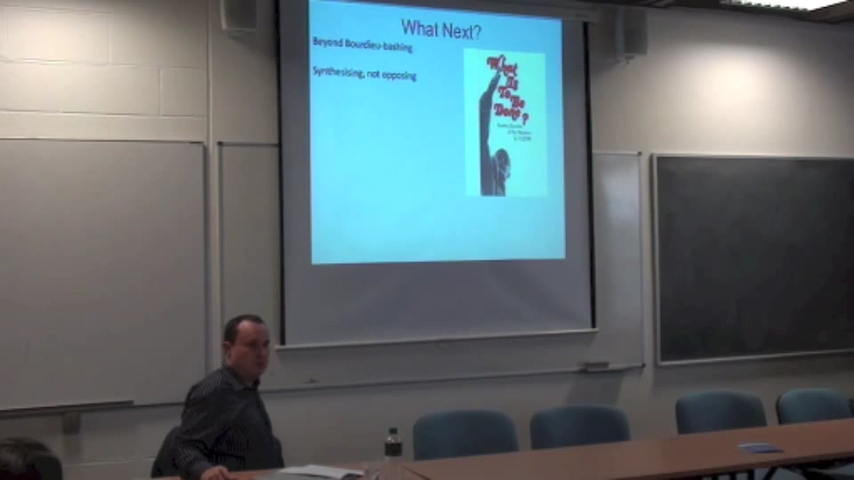 What Next?
Beyond Bourdieu-bashing
Synthesising, not opposing
What
Is
To
Be
Done?